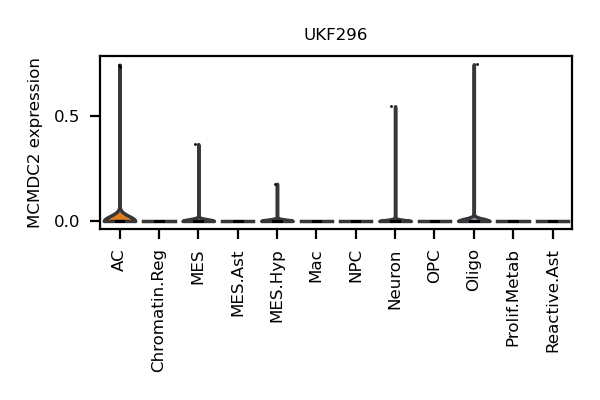 UKF296
MCMDC2 expression
0.5
0.0
AC
Chromatin.Reg
MES
MES.Ast
MES.Hyp
Mac
NPC
Neuron
OPC
Oligo
Prolif.Metab
Reactive.Ast